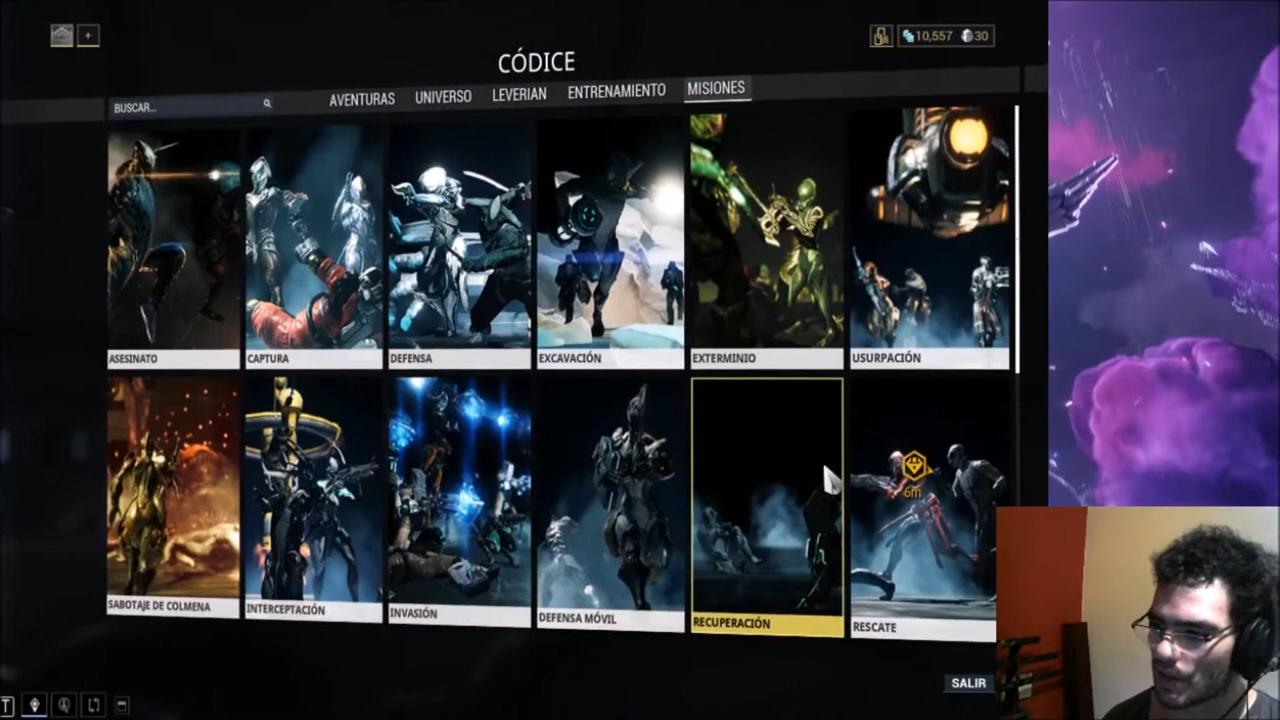 +
10,557 30
CÓDICE
BUSCAR...
AVENTURAS UNIVERSO LEVERIAN ENTRENAMIENTO MISIONES
ASESINATO CAPTURA DEFENSA EXCAVACIÓN EXTERMINIO USURPACIÓN
6m
SABOTAJE DE COLMENA INTERCEPTACIÓN INVASIÓN DEFENSA MÓVIL RECUPERACIÓN RESCATE
SALIR
T